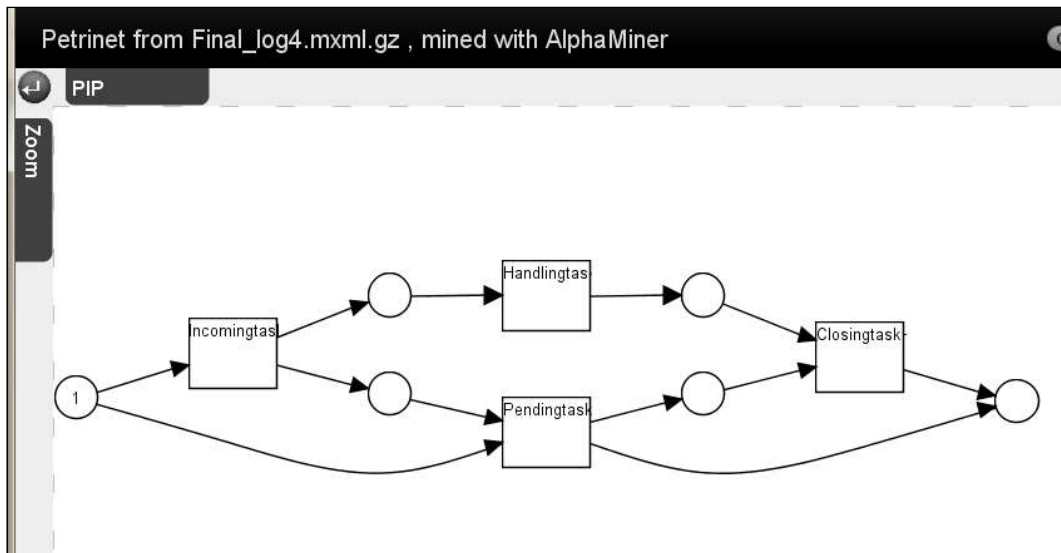 Petrinet from Final_log4.mxml.gz , mined with AlphaMiner
PIP
Zoom
Handlingtas
Incomingtas
Closingtask
1
Pendingtask